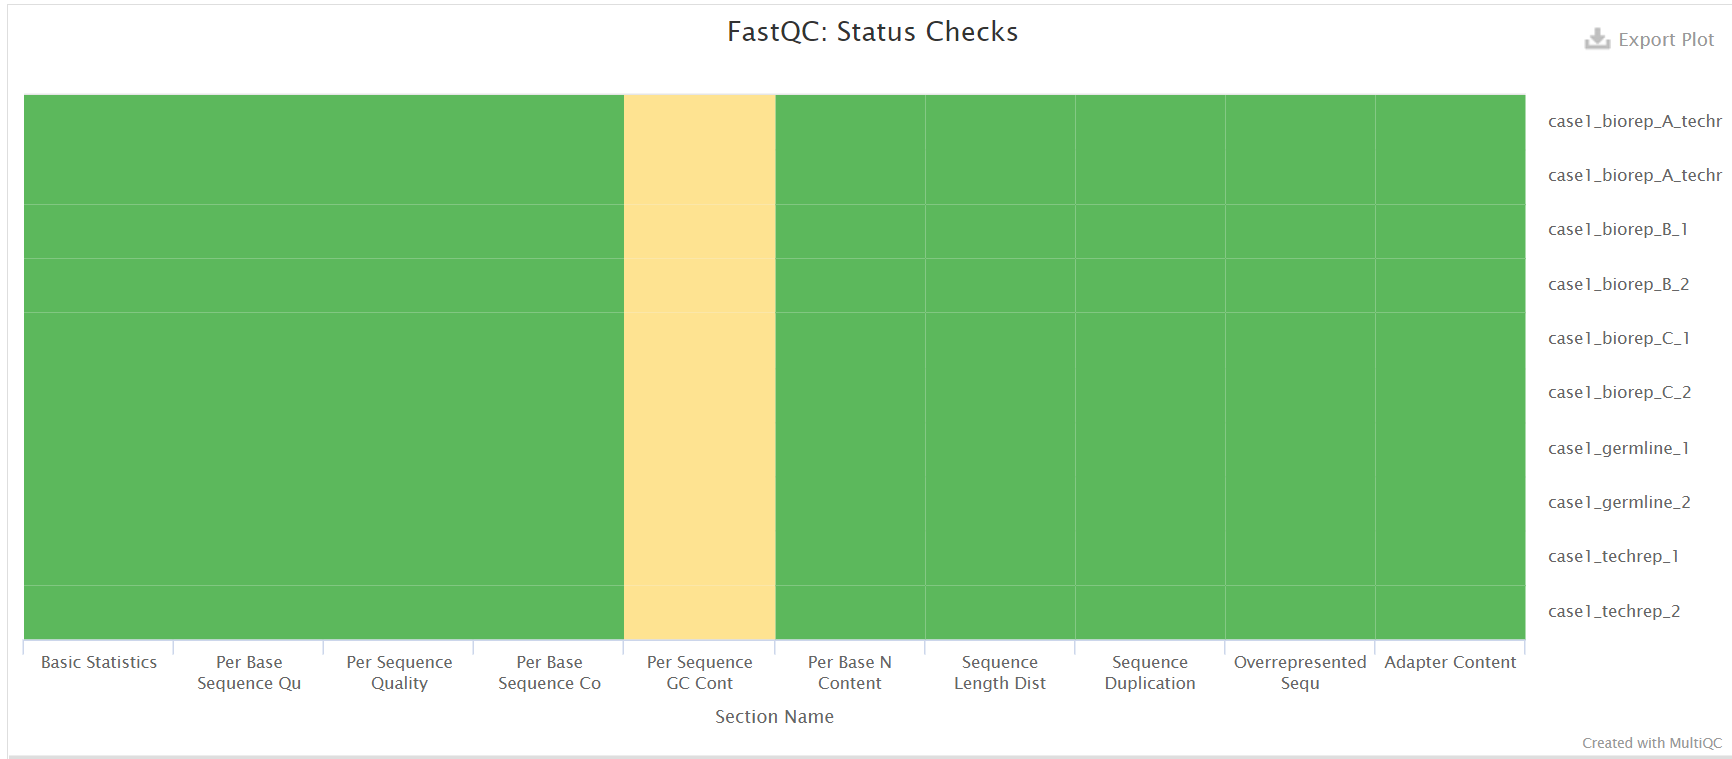 FastQC: Status Checks
Export Plot
case1_biorep_A_techr
case1_biorep_A_techr
case1_biorep_B_1
case1_biorep_B_2
case1_biorep_C_1
case1_biorep_C_2
case1_germline_1
case1_germline_2
case1_techrep_1
case1_techrep_2
Basic Statistics
Per Base
Sequence Qu
Per Sequence
Quality
Per Base
Sequence Co
Per Sequence
GC Cont
Per Base N
Content
Sequence
Length Dist
Sequence
Duplication
Overrepresented
Sequ
Adapter Content
Section Name
Created with MultiQC